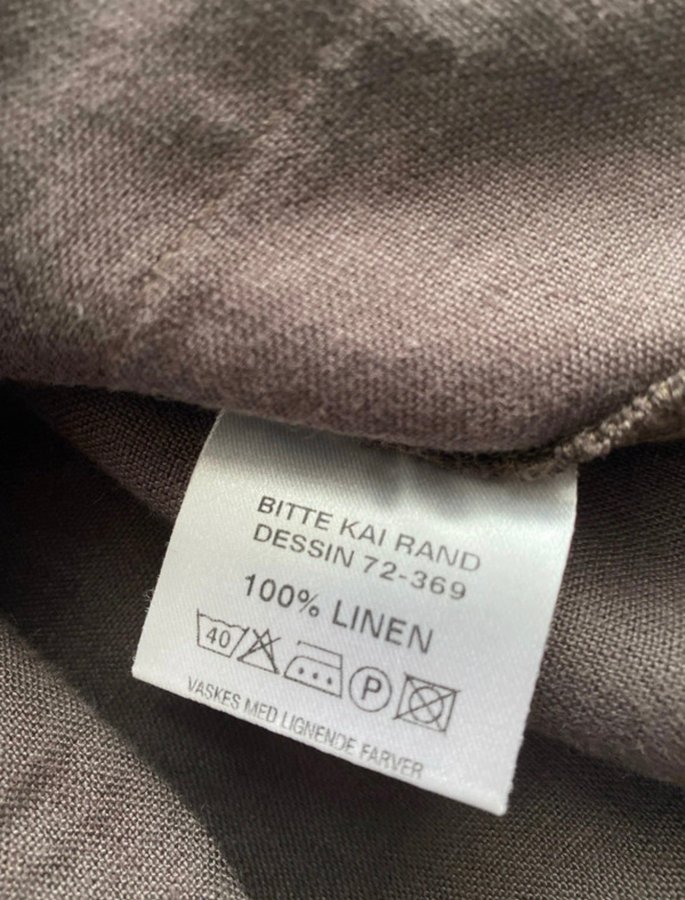 BITTE KAI RAND
DESSIN 72-369
100% LINEN
40 P
VASKES MED LIGNENDE FARVER